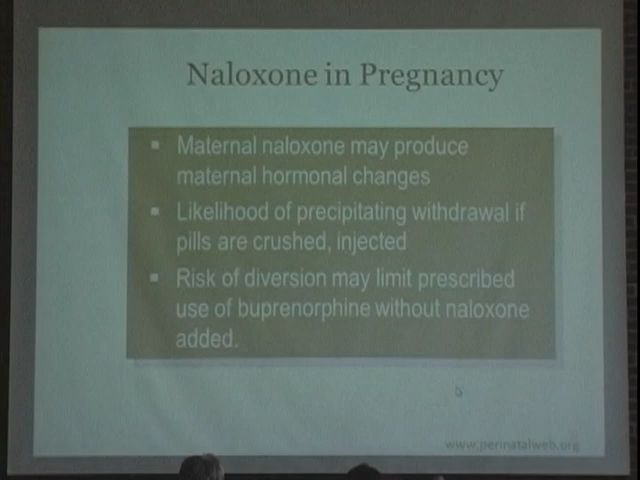 Naloxone in Pregnancy
▪ Maternal naloxone may produce
maternal hormonal changes
▪ Likelihood of precipitating withdrawal if
pills are crushed, injected
▪ Risk of diversion may limit prescribed
use of buprenorphine without naloxone
added.
www.perinatalweb.org